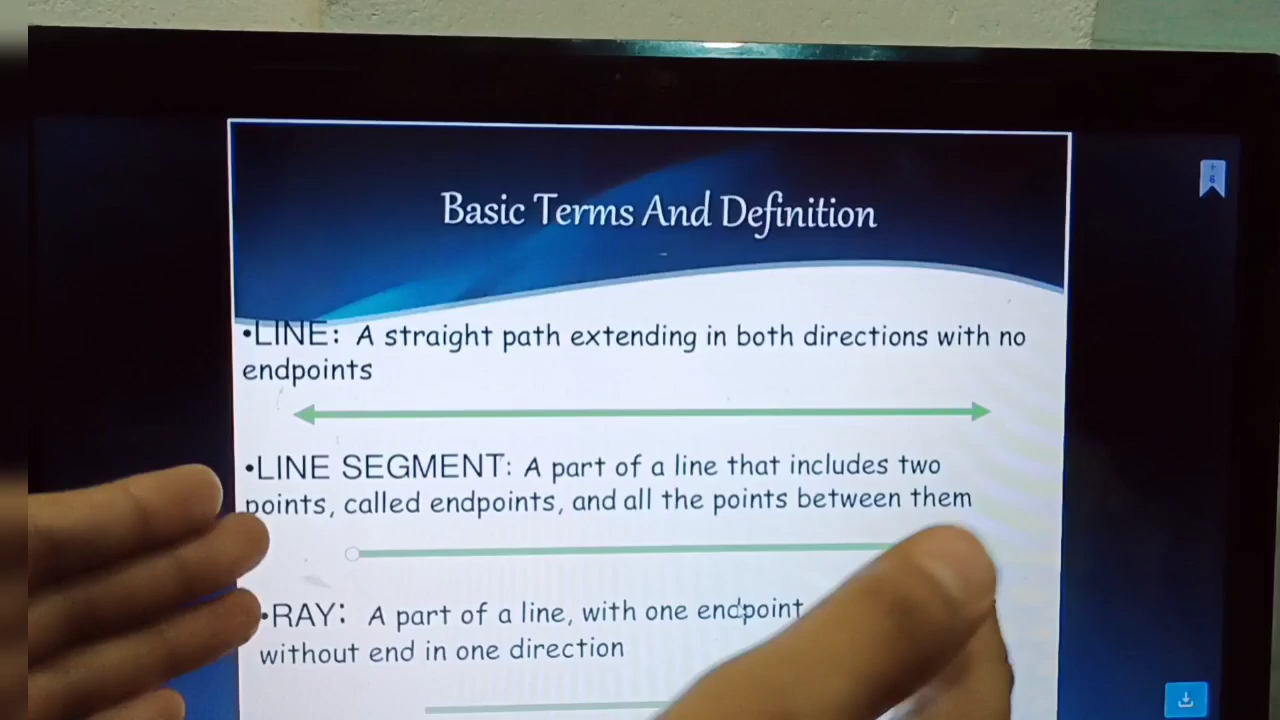 Basic Terms And Definition
•LINE: A straight path extending in both directions with no
endpoints
•LINE SEGMENT: A part of a line that includes two
points, called endpoints, and all the points between them
•RAY: A part of a line, with one endpoint
without end in one direction
+
6